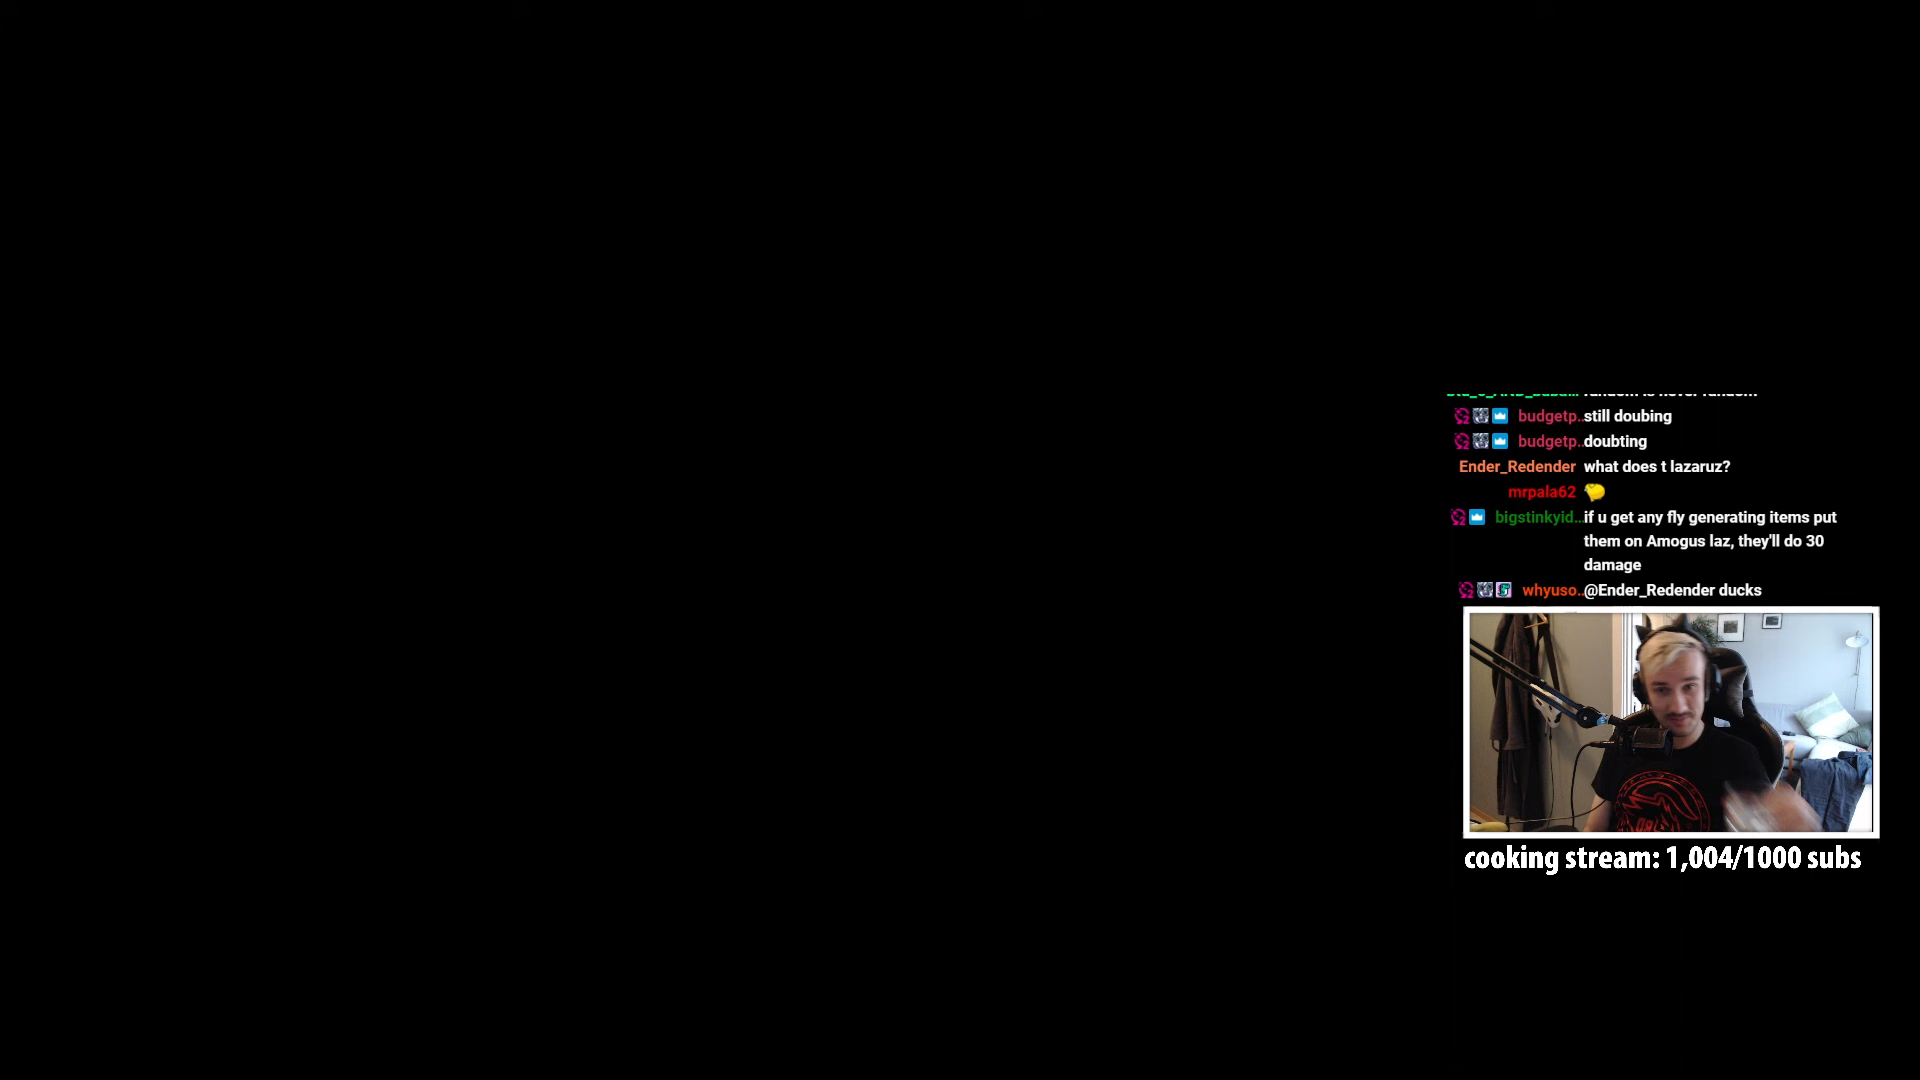 budgetp.. still doubing
budgetp.. doubting
Ender_Redender what does t lazaruz?
mrpala62
bigstinkyid... if u get any fly generating items put
them on Amogus laz, they'll do 30
damage
whyuso.. @Ender_Redender ducks
cooking stream: 1,004/1000 subs